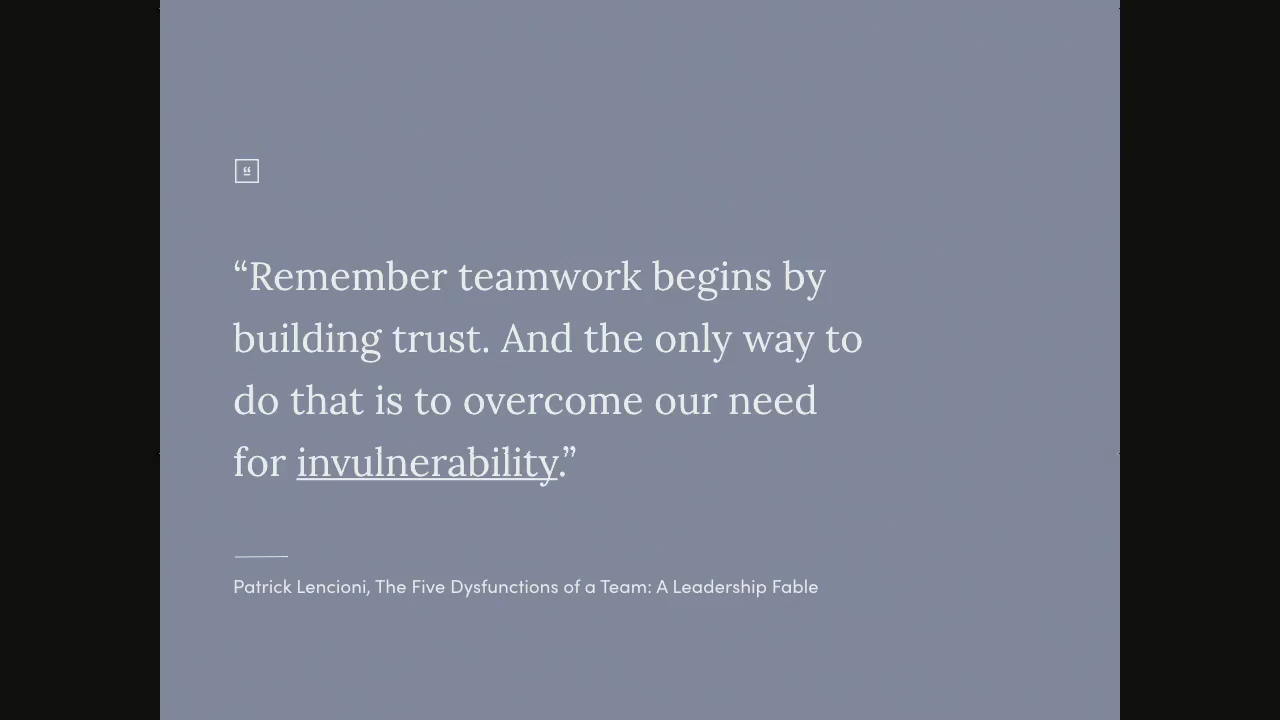 “
“Remember teamwork begins by
building trust. And the only way to
do that is to overcome our need
for invulnerability.”
Patrick Lencioni, The Five Dysfunctions of a Team: A Leadership Fable